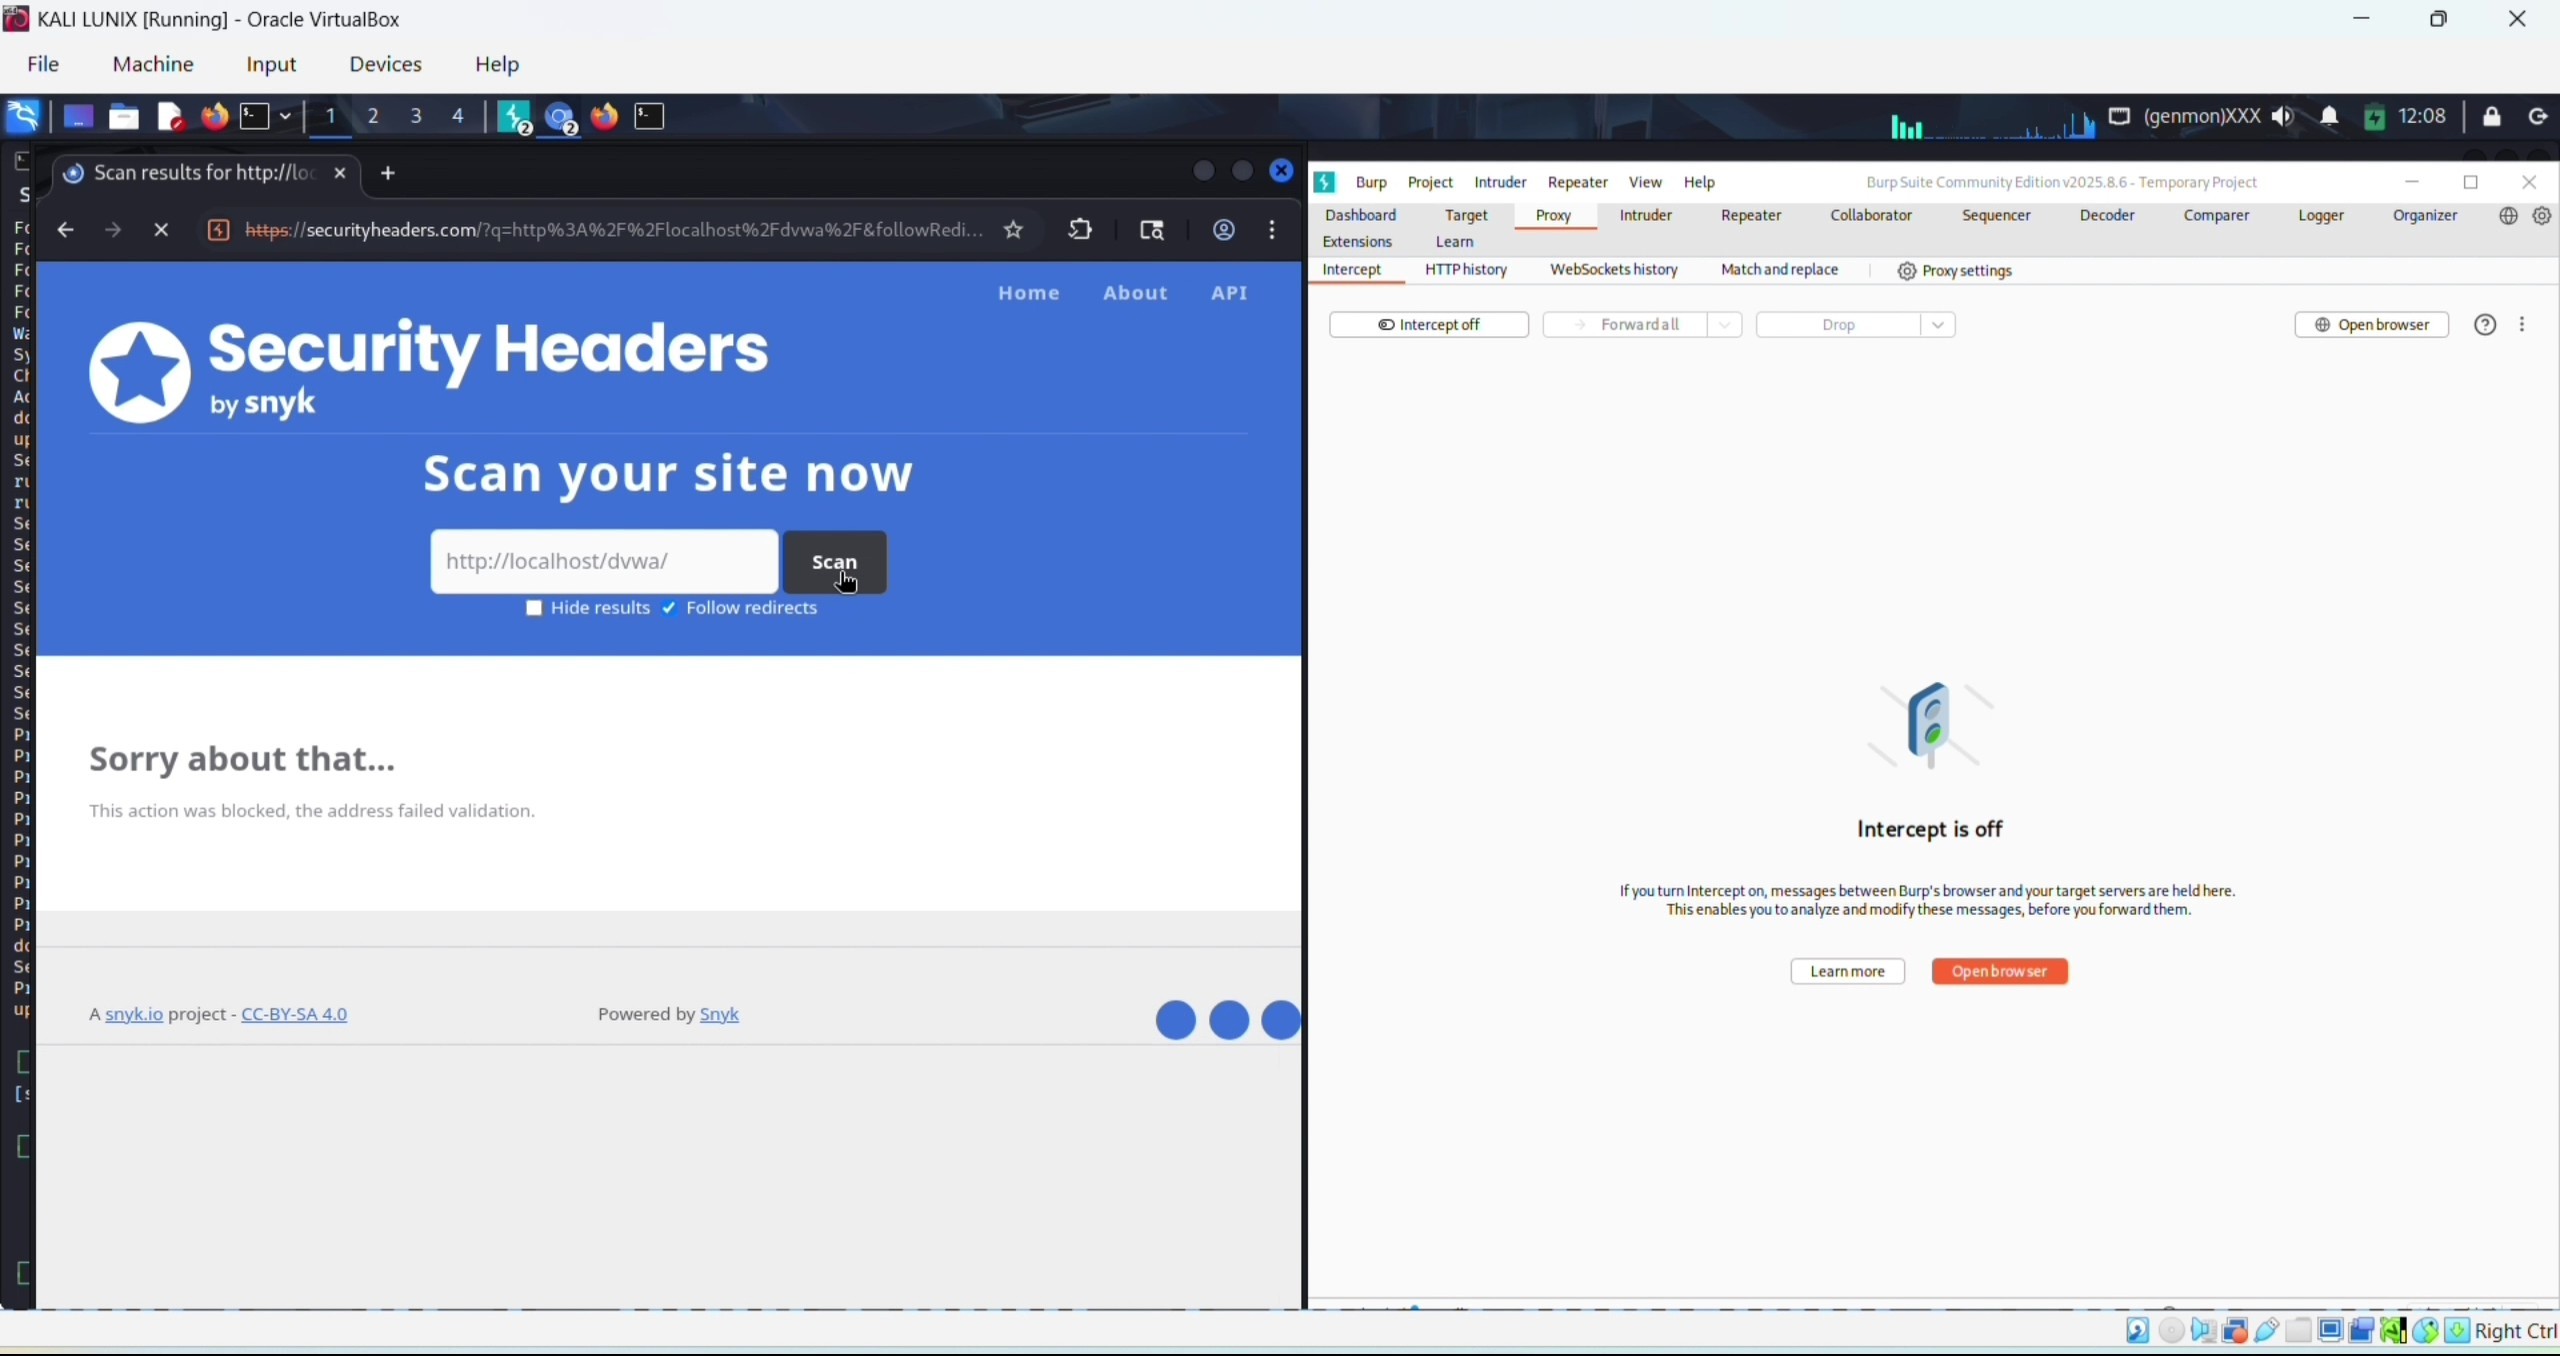 KALI LUNIX [Running] - Oracle VirtualBox
File Machine Input Devices Help
1 2 3 4 2 2 (genmon)XXX 12:08
Scan results for http://loc
https://securityheaders.com/?q=http%3A%2F%2Flocalhost%2Fdvwa%2F&followRedi...
Home About API
Security Headers
by snyk
Scan your site now
http://localhost/dvwa/ Scan
Hide results Follow redirects
Sorry about that...
This action was blocked, the address failed validation.
A snyk.io project - CC-BY-SA 4.0 Powered by Snyk
Burp Project Intruder Repeater View Help Burp Suite Community Edition v2025.8.6 - Temporary Project
Dashboard Target Proxy Intruder Repeater Collaborator Sequencer Decoder Comparer Logger Organizer
Extensions Learn
Intercept HTTP history WebSockets history Match and replace Proxy settings
Intercept off Forward all Drop Open browser
Intercept is off
If you turn Intercept on, messages between Burp's browser and your target servers are held here.
This enables you to analyze and modify these messages, before you forward them.
Learn more Open browser
Right Ctrl